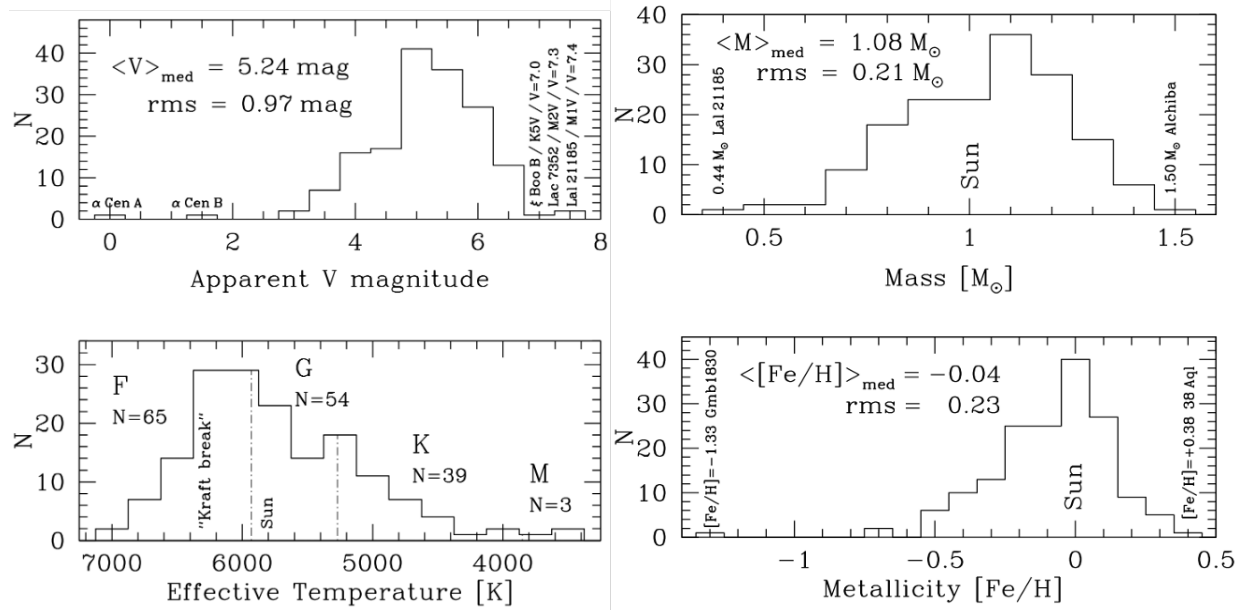 <V>med = 5.24 mag
rms = 0.97 mag
α Cen A
α Cen B
ξ Boo B / K5V / V=7.0
Lac 7352 / M2V / V=7.3
Lal 21185 / M1V / V=7.4
N
40
30
20
10
0
0 2 4 6 8
Apparent V magnitude
<M>med = 1.08 M⊙
rms = 0.21 M⊙
0.44 M⊙ Lal 21185
Sun
1.50 M⊙ Alchiba
N
40
30
20
10
0
0.5 1 1.5
Mass [M⊙]
F
N=65
G
N=54
K
N=39
M
N=3
"Kraft break"
Sun
N
30
20
10
0
7000 6000 5000 4000
Effective Temperature [K]
<[Fe/H]>med = −0.04
rms = 0.23
[Fe/H]=−1.33 Gmb1830
Sun
[Fe/H]=+0.38 38 Aql
N
40
30
20
10
0
−1 −0.5 0 0.5
Metallicity [Fe/H]